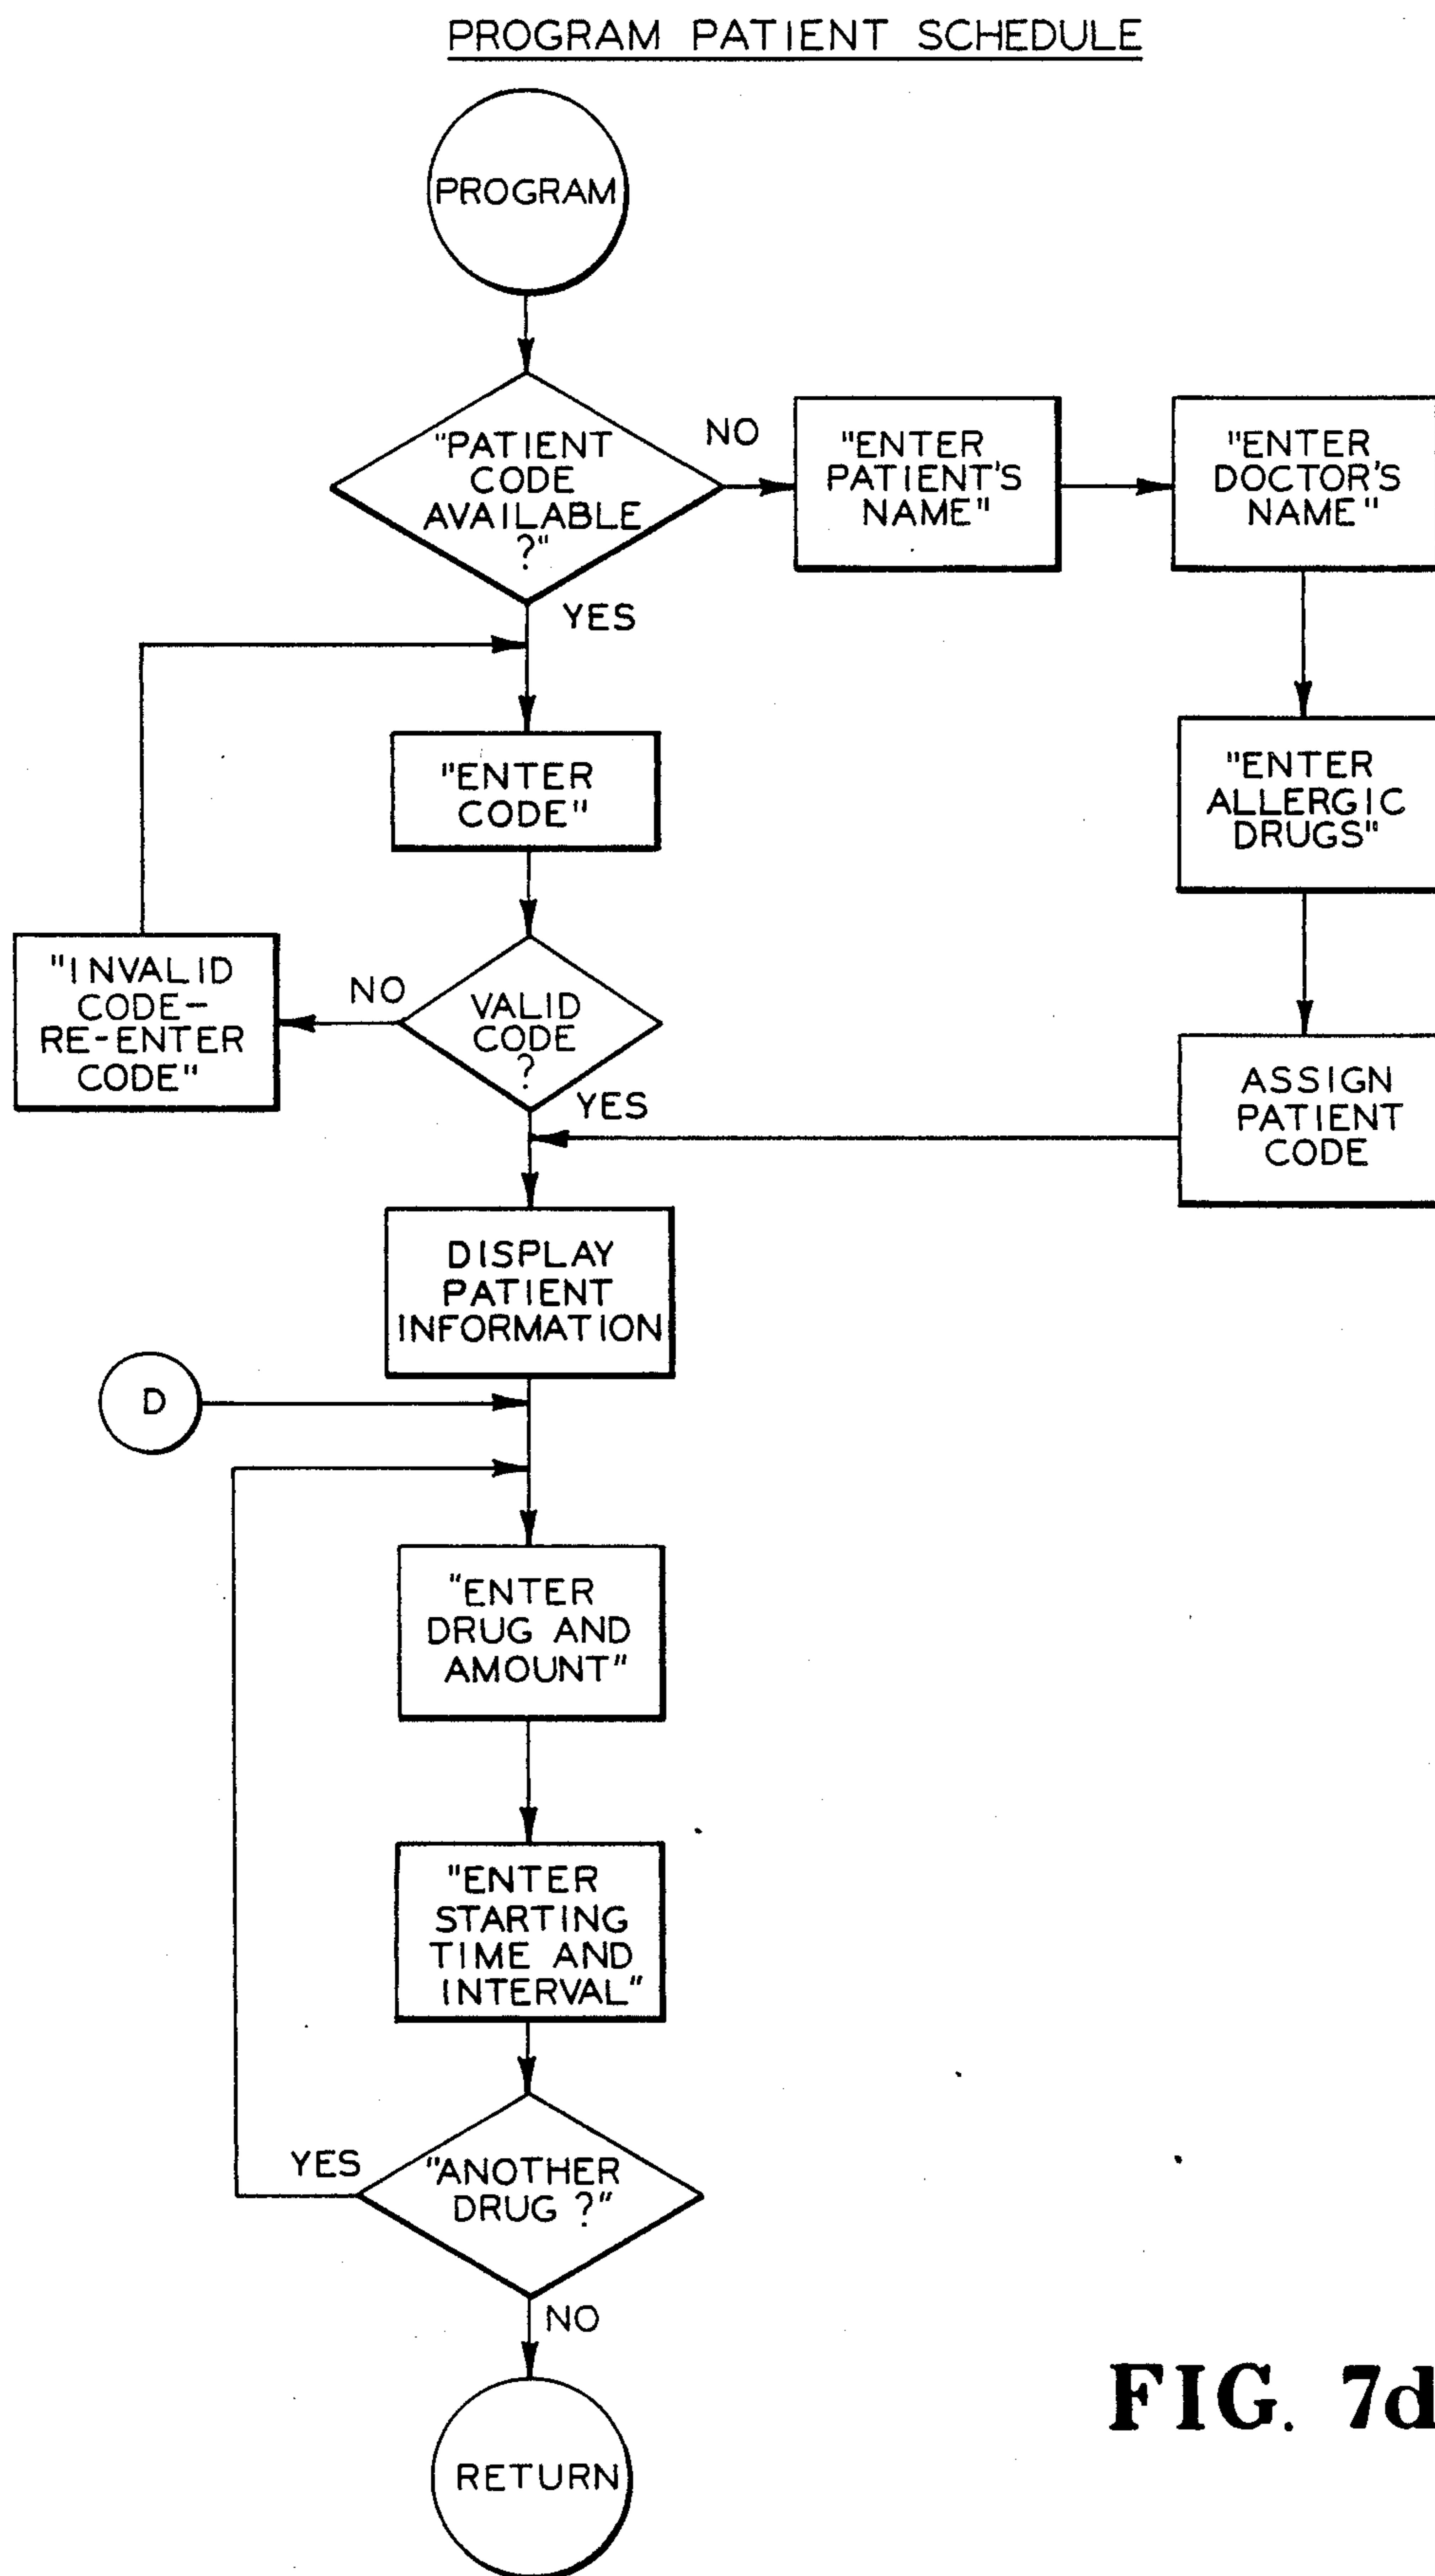 PROGRAM PATIENT SCHEDULE
PROGRAM
"PATIENT
CODE
AVAILABLE
?"
NO
"ENTER
PATIENT'S
NAME"
"ENTER
DOCTOR'S
NAME"
YES
"ENTER
CODE"
"ENTER
ALLERGIC
DRUGS"
"INVALID
CODE-
RE-ENTER
CODE"
NO
VALID
CODE
?
YES
ASSIGN
PATIENT
CODE
DISPLAY
PATIENT
INFORMATION
D
"ENTER
DRUG AND
AMOUNT"
"ENTER
STARTING
TIME AND
INTERVAL"
YES
"ANOTHER
DRUG ?"
NO
RETURN
FIG. 7d